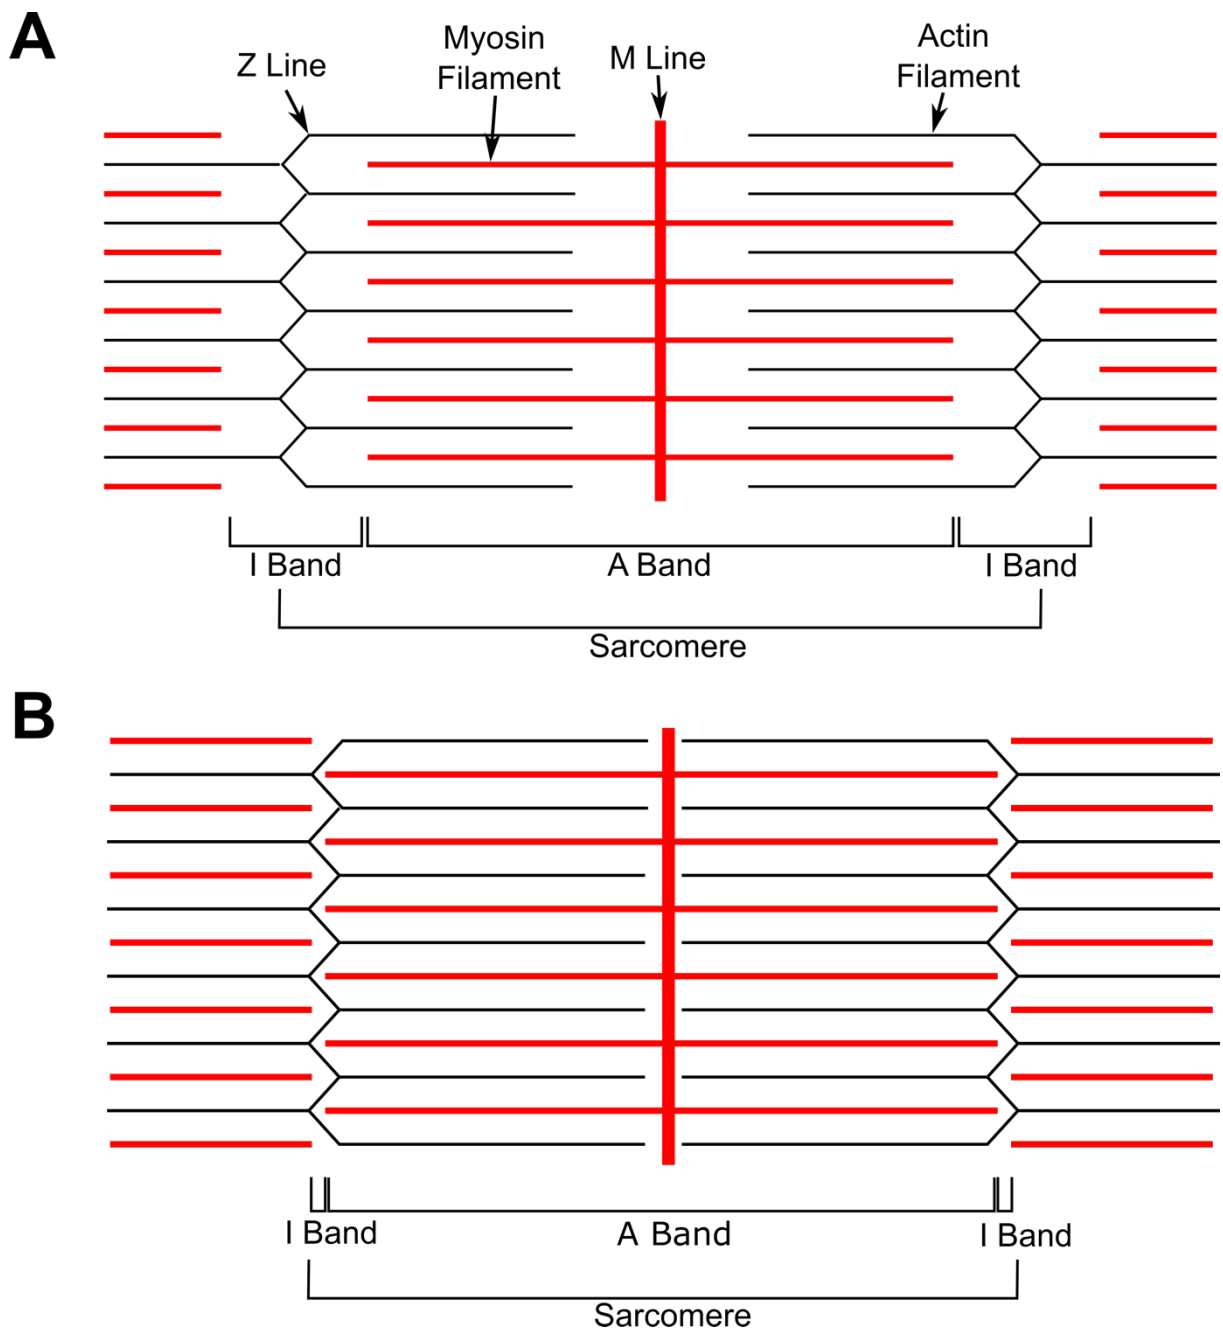 A
Z Line
Myosin
Filament
M Line
Actin
Filament
I Band
A Band
I Band
Sarcomere
B
I Band
A Band
I Band
Sarcomere